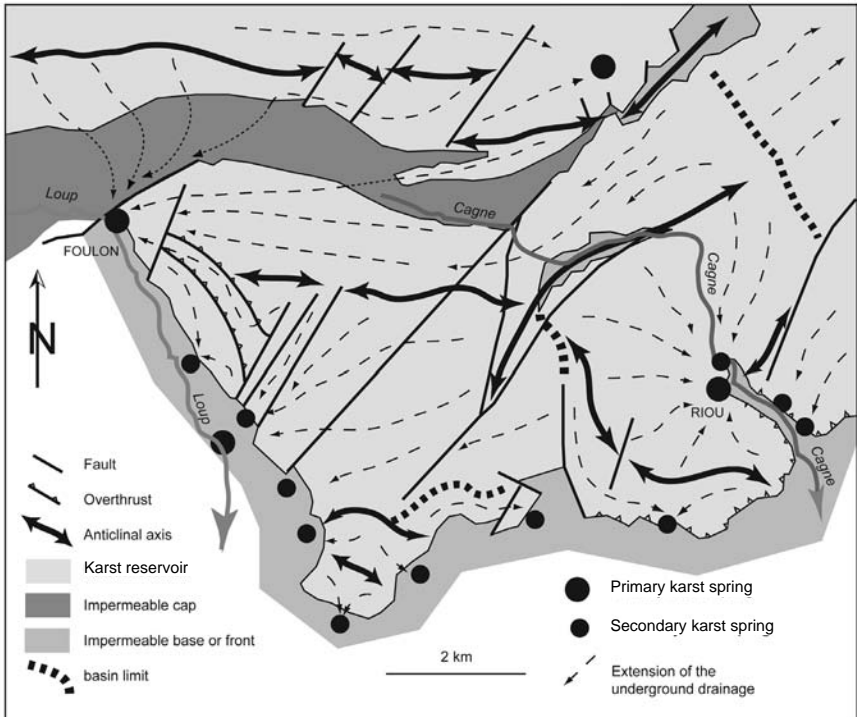 Loup
Cagne
FOULON
Cagne
N
RIOU
Loup
Cagne
Fault
Overthrust
Anticlinal axis
Karst reservoir
Impermeable cap
Impermeable base or front
basin limit
2 km
Primary karst spring
Secondary karst spring
Extension of the
underground drainage